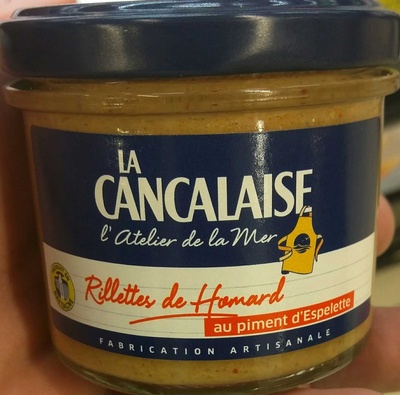 LA
CANCALAISE
l'Atelier de la Mer
Rillettes de Homard
au piment d'Espelette
FABRICATION ARTISANALE